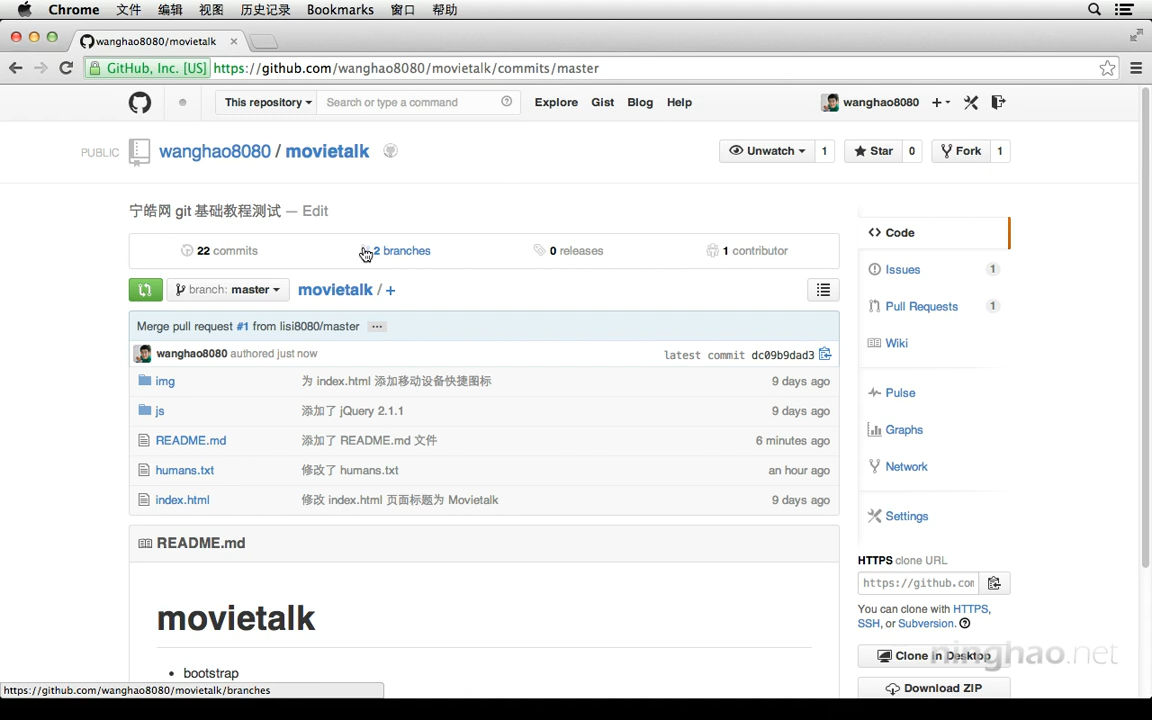 Chrome 文件 编辑 视图 历史记录 Bookmarks 窗口 帮助
wanghao8080/movietalk
GitHub, Inc. [US] https://github.com/wanghao8080/movietalk/commits/master
This repository Search or type a command Explore Gist Blog Help wanghao8080
PUBLIC wanghao8080 / movietalk Unwatch 1 Star 0 Fork 1
宁皓网 git 基础教程测试 — Edit
22 commits 2 branches 0 releases 1 contributor
branch: master movietalk / +
Merge pull request #1 from lisi8080/master ...
wanghao8080 authored just now latest commit dc09b9dad3
img 为 index.html 添加移动设备快捷图标 9 days ago
js 添加了 jQuery 2.1.1 9 days ago
README.md 添加了 README.md 文件 6 minutes ago
humans.txt 修改了 humans.txt an hour ago
index.html 修改 index.html 页面标题为 Movietalk 9 days ago
README.md
movietalk
• bootstrap
Code
Issues 1
Pull Requests 1
Wiki
Pulse
Graphs
Network
Settings
HTTPS clone URL
https://github.com
You can clone with HTTPS,
SSH, or Subversion.
Clone in Desktop
Download ZIP
ninghao.net
https://github.com/wanghao8080/movietalk/branches